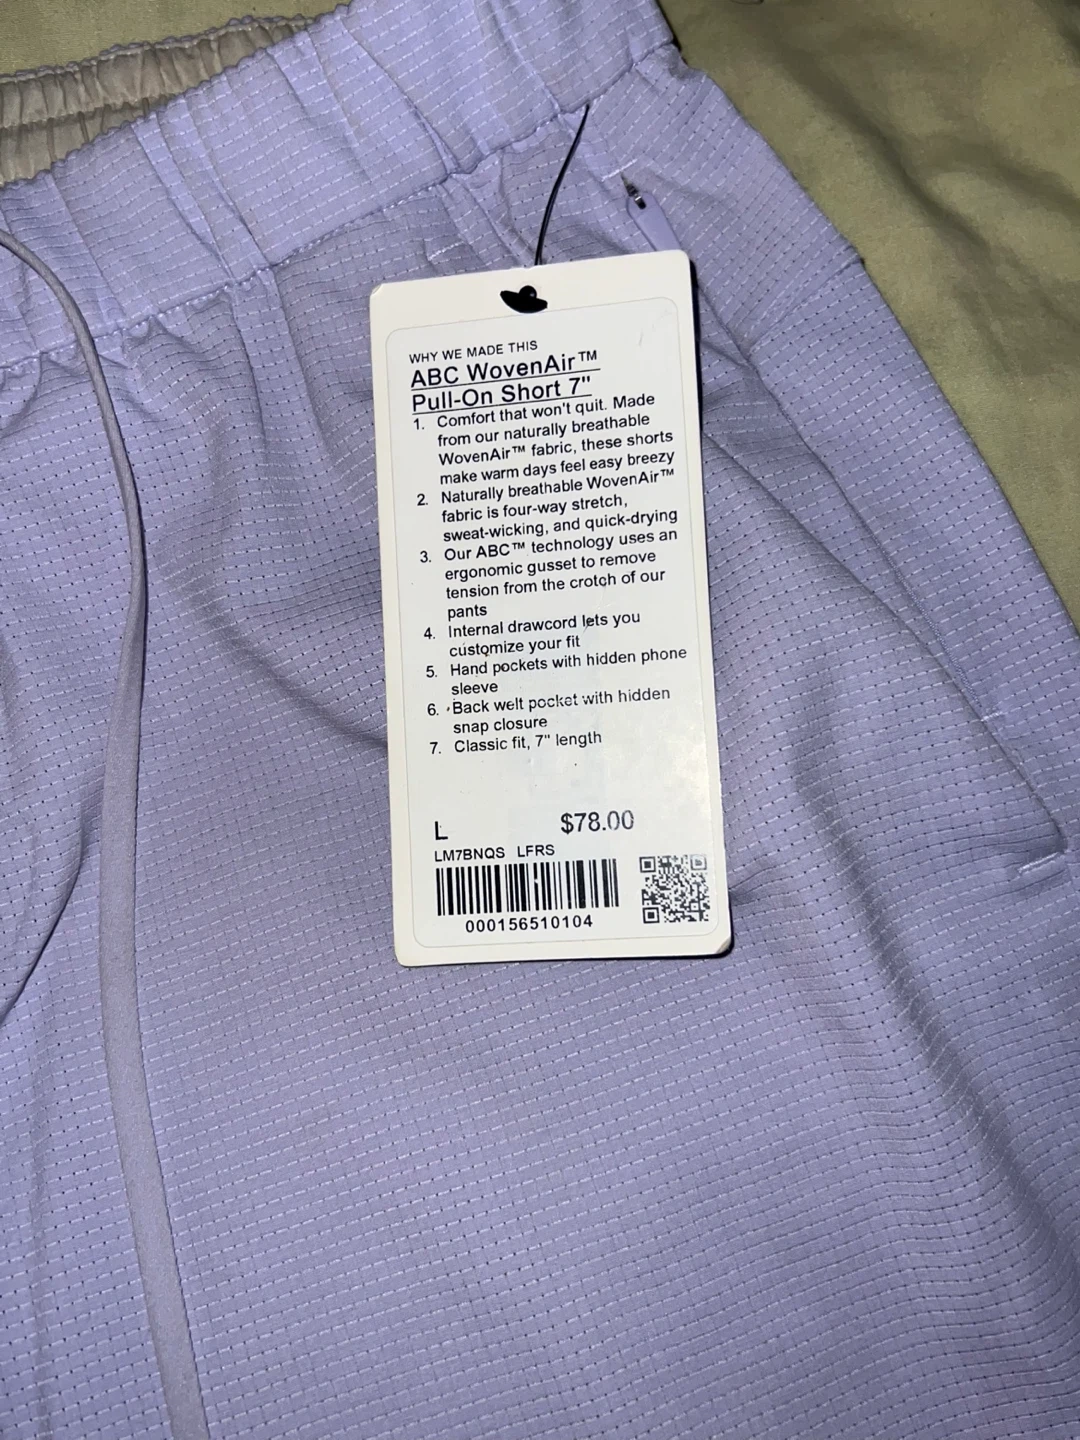 WHY WE MADE THIS
ABC WovenAir™
Pull-On Short 7"
1. Comfort that won't quit. Made
from our naturally breathable
WovenAir™ fabric, these shorts
make warm days feel easy breezy
2. Naturally breathable WovenAir™
fabric is four-way stretch,
sweat-wicking, and quick-drying
3. Our ABC™ technology uses an
ergonomic gusset to remove
tension from the crotch of our
pants
4. Internal drawcord lets you
customize your fit
5. Hand pockets with hidden phone
sleeve
6. Back welt pocket with hidden
snap closure
7. Classic fit, 7" length
L $78.00
LM7BNQS LFRS
000156510104